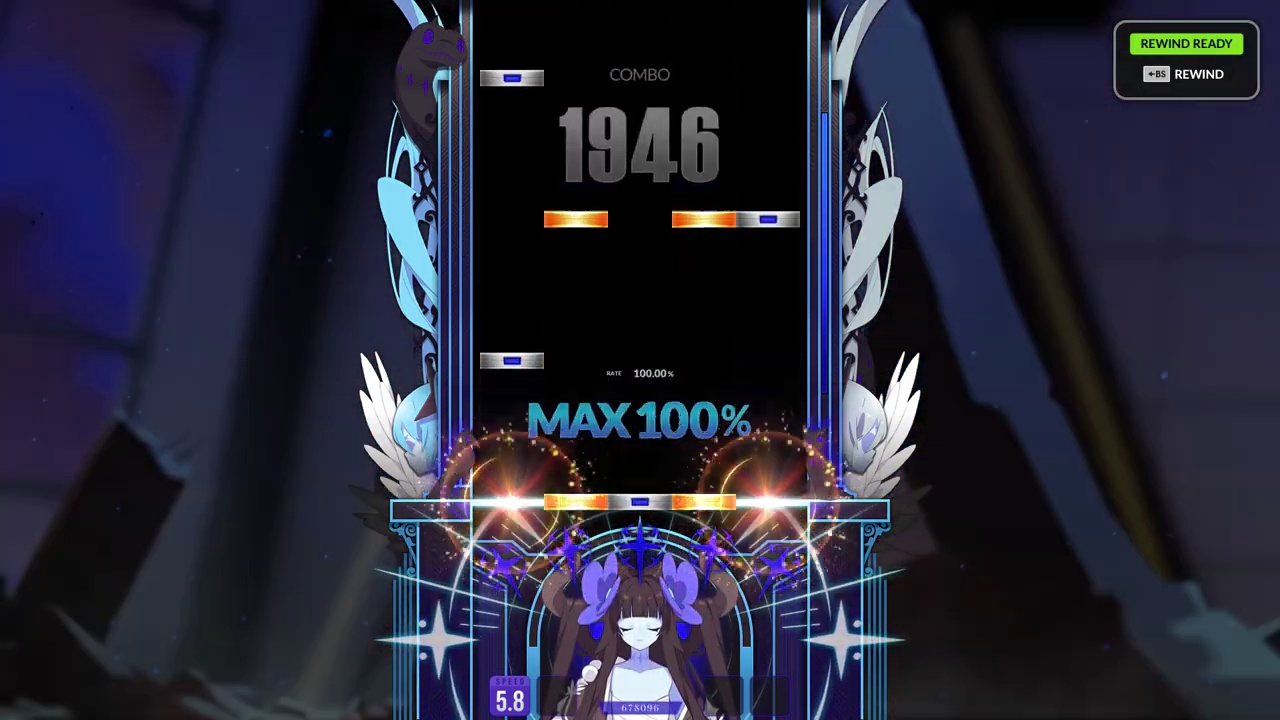 COMBO
1946
REWIND READY
←BS REWIND
RATE 100.00%
MAX 100%
SPEED
5.8
678096